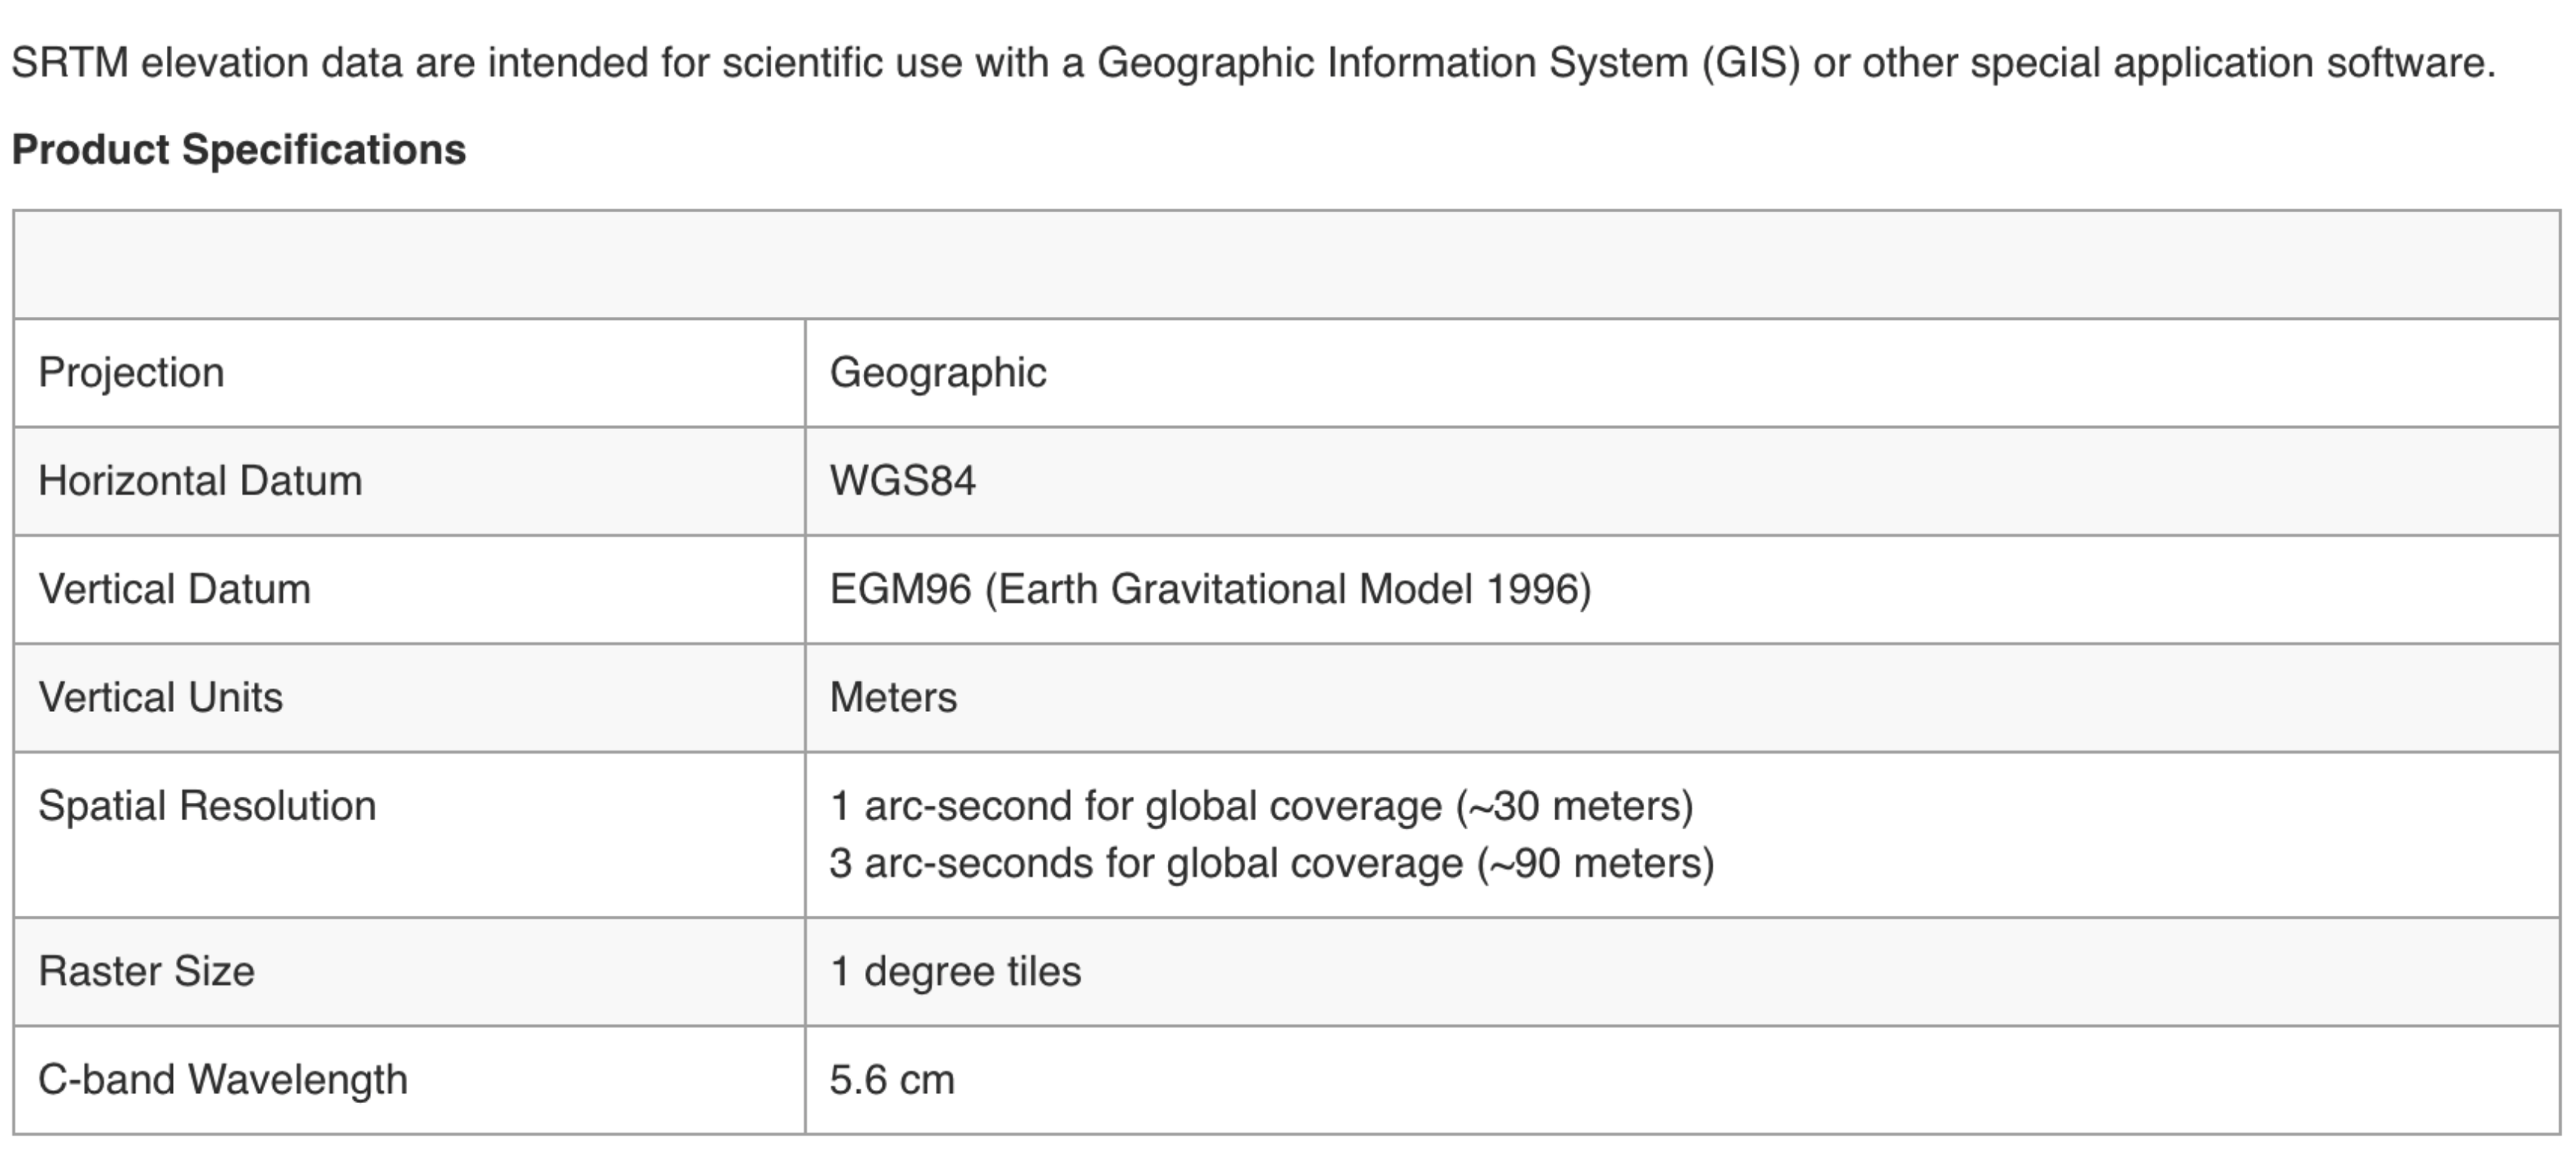 SRTM elevation data are intended for scientific use with a Geographic Information System (GIS) or other special application software.
Product Specifications
Projection
Geographic
Horizontal Datum
WGS84
Vertical Datum
EGM96 (Earth Gravitational Model 1996)
Vertical Units
Meters
Spatial Resolution
1 arc-second for global coverage (~30 meters)
3 arc-seconds for global coverage (~90 meters)
Raster Size
1 degree tiles
C-band Wavelength
5.6 cm